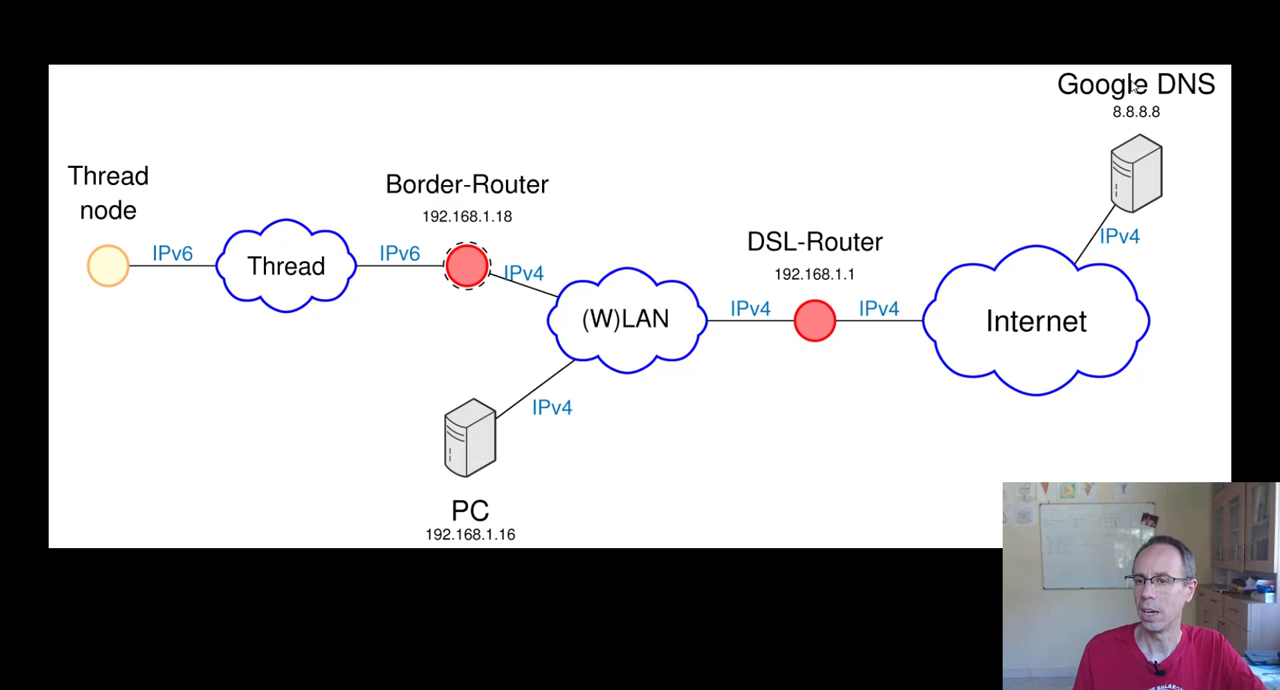 Google DNS
8.8.8.8
Thread
node
Border-Router
192.168.1.18
DSL-Router
192.168.1.1
IPv6
Thread
IPv6
IPv4
(W)LAN
IPv4
IPv4
Internet
IPv4
IPv4
PC
192.168.1.16